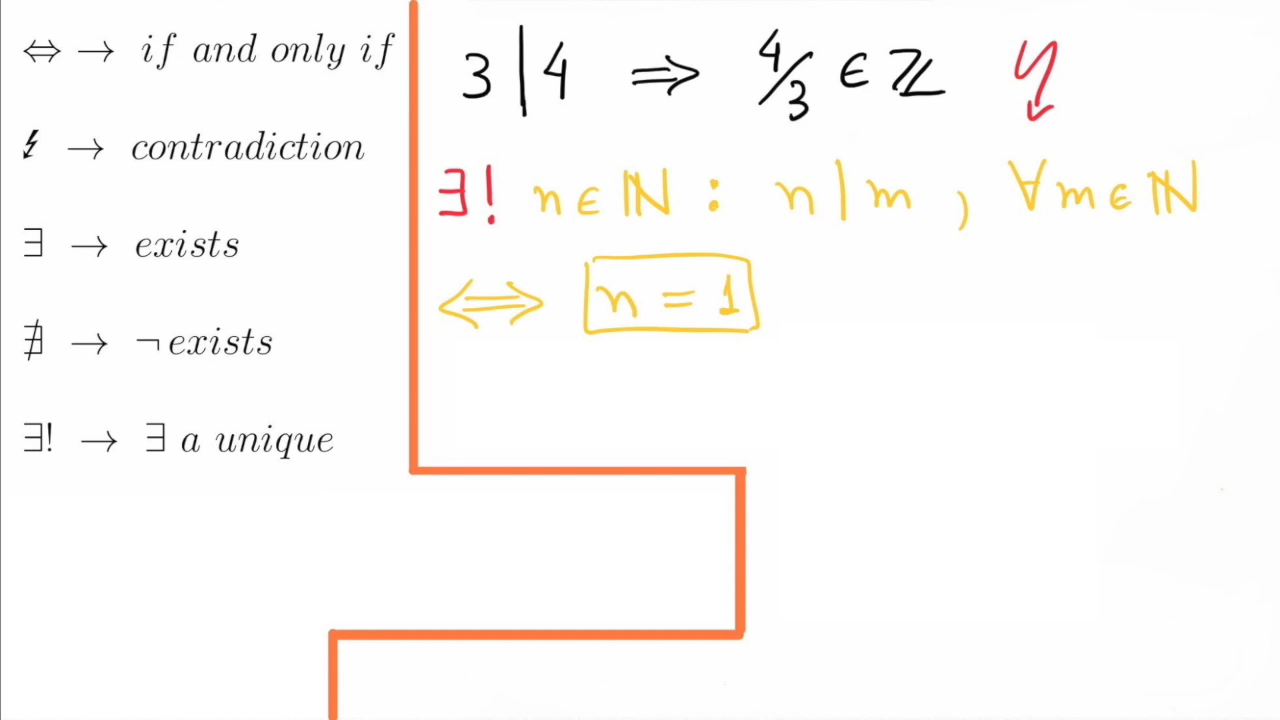 ⇔ → if and only if
↯ → contradiction
∃ → exists
∄ → ¬ exists
∃! → ∃ a unique
3 | 4 ⇒ 4/3 ∈ ℤ ↯
∃! n ∈ ℕ : n | m , ∀ m ∈ ℕ
⇔ n = 1